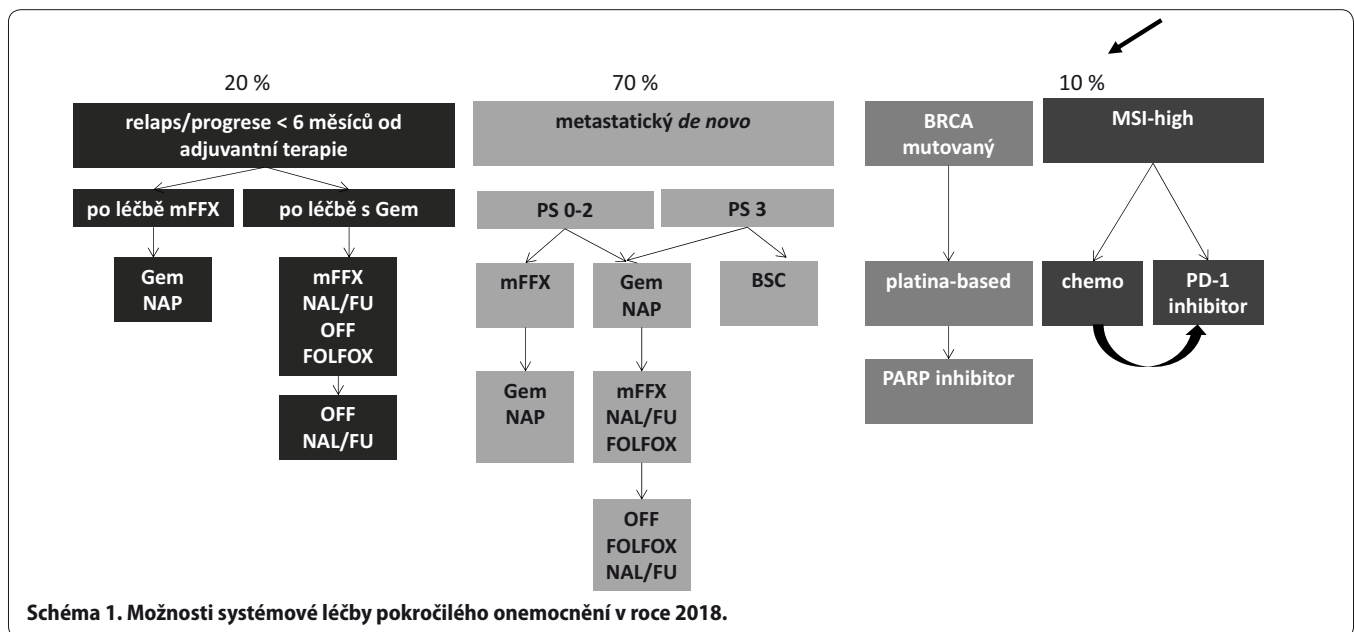 20 %
relaps/progrese < 6 měsíců od
adjuvantní terapie
po léčbě mFFX
po léčbě s Gem
Gem
NAP
mFFX
NAL/FU
OFF
FOLFOX
OFF
NAL/FU
70 %
metastatický de novo
PS 0-2
PS 3
mFFX
Gem
NAP
BSC
Gem
NAP
mFFX
NAL/FU
FOLFOX
OFF
FOLFOX
NAL/FU
10 %
BRCA
mutovaný
MSI-high
platina-based
chemo
PD-1
inhibitor
PARP inhibitor
Schéma 1. Možnosti systémové léčby pokročilého onemocnění v roce 2018.